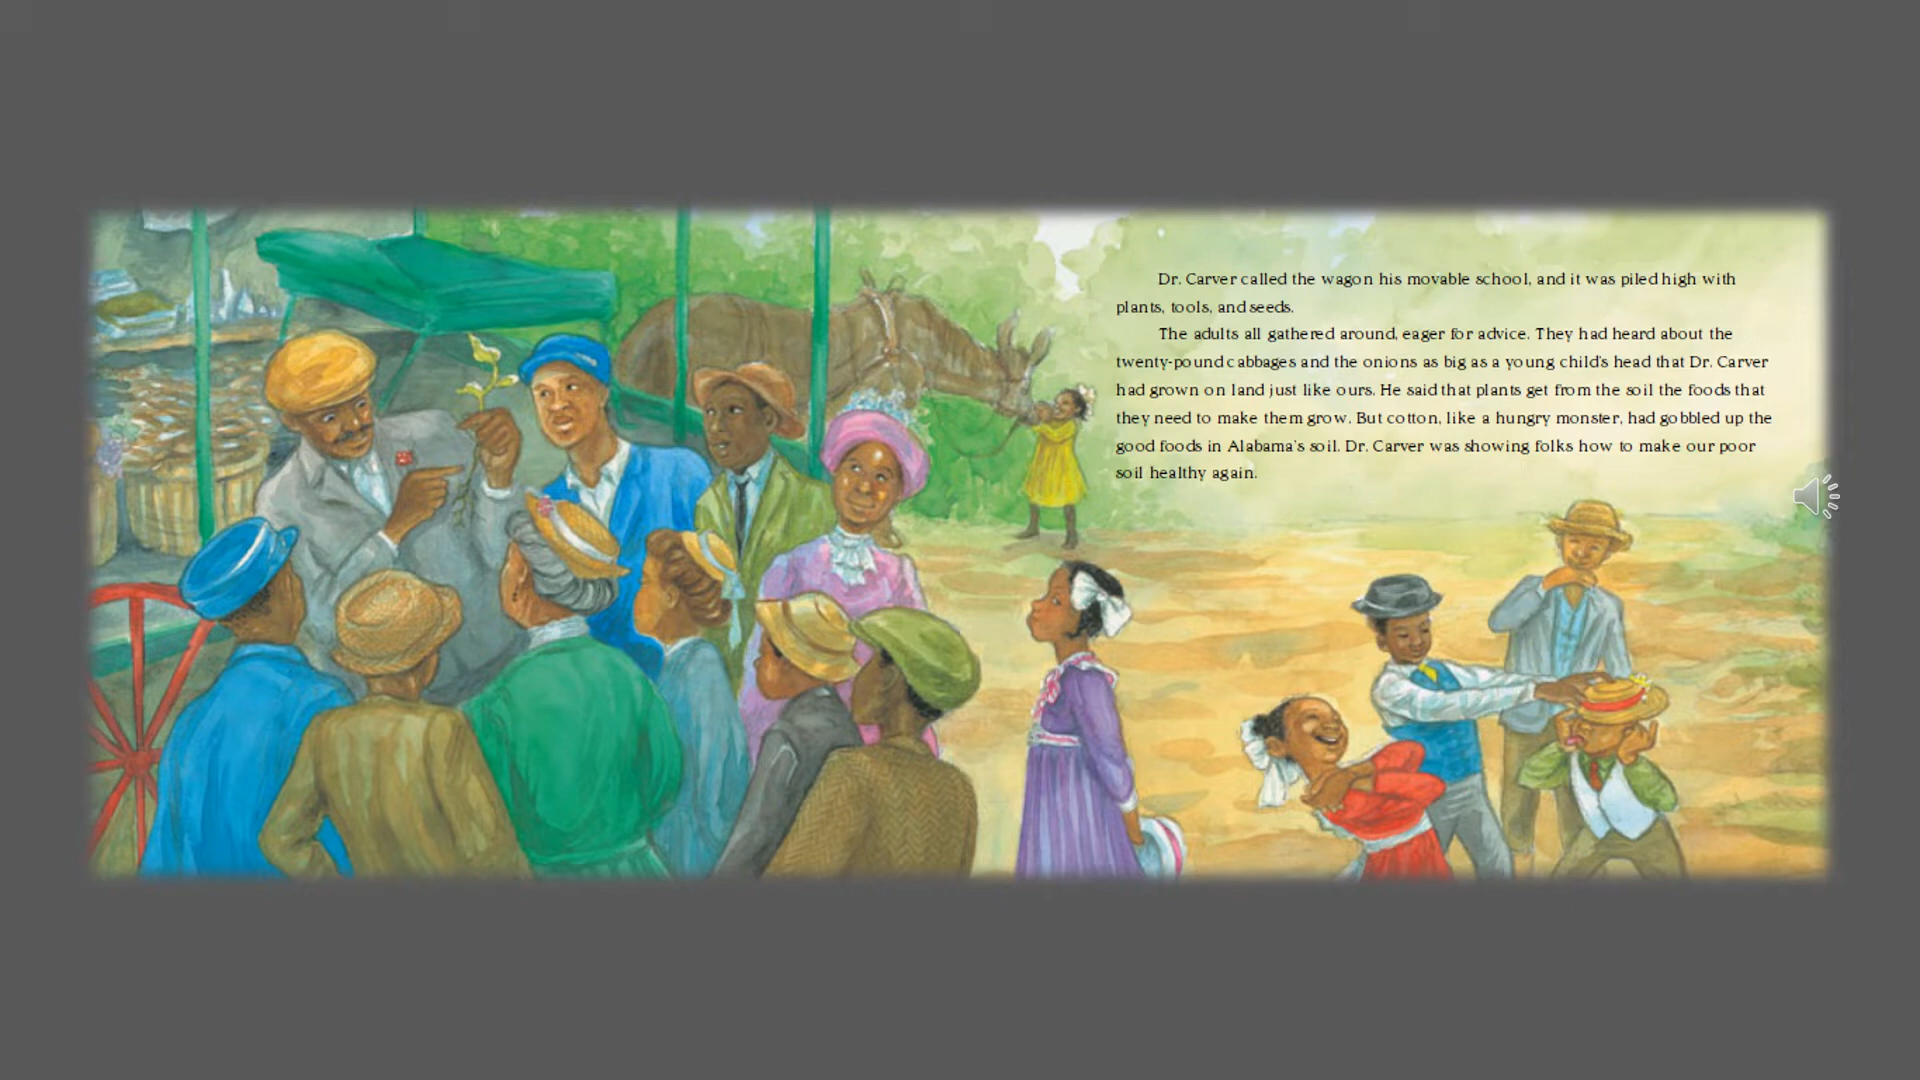 Dr. Carver called the wagon his movable school, and it was piled high with
plants, tools, and seeds.
The adults all gathered around, eager for advice. They had heard about the
twenty-pound cabbages and the onions as big as a young child's head that Dr. Carver
had grown on land just like ours. He said that plants get from the soil the foods that
they need to make them grow. But cotton, like a hungry monster, had gobbled up the
good foods in Alabama's soil. Dr. Carver was showing folks how to make our poor
soil healthy again.